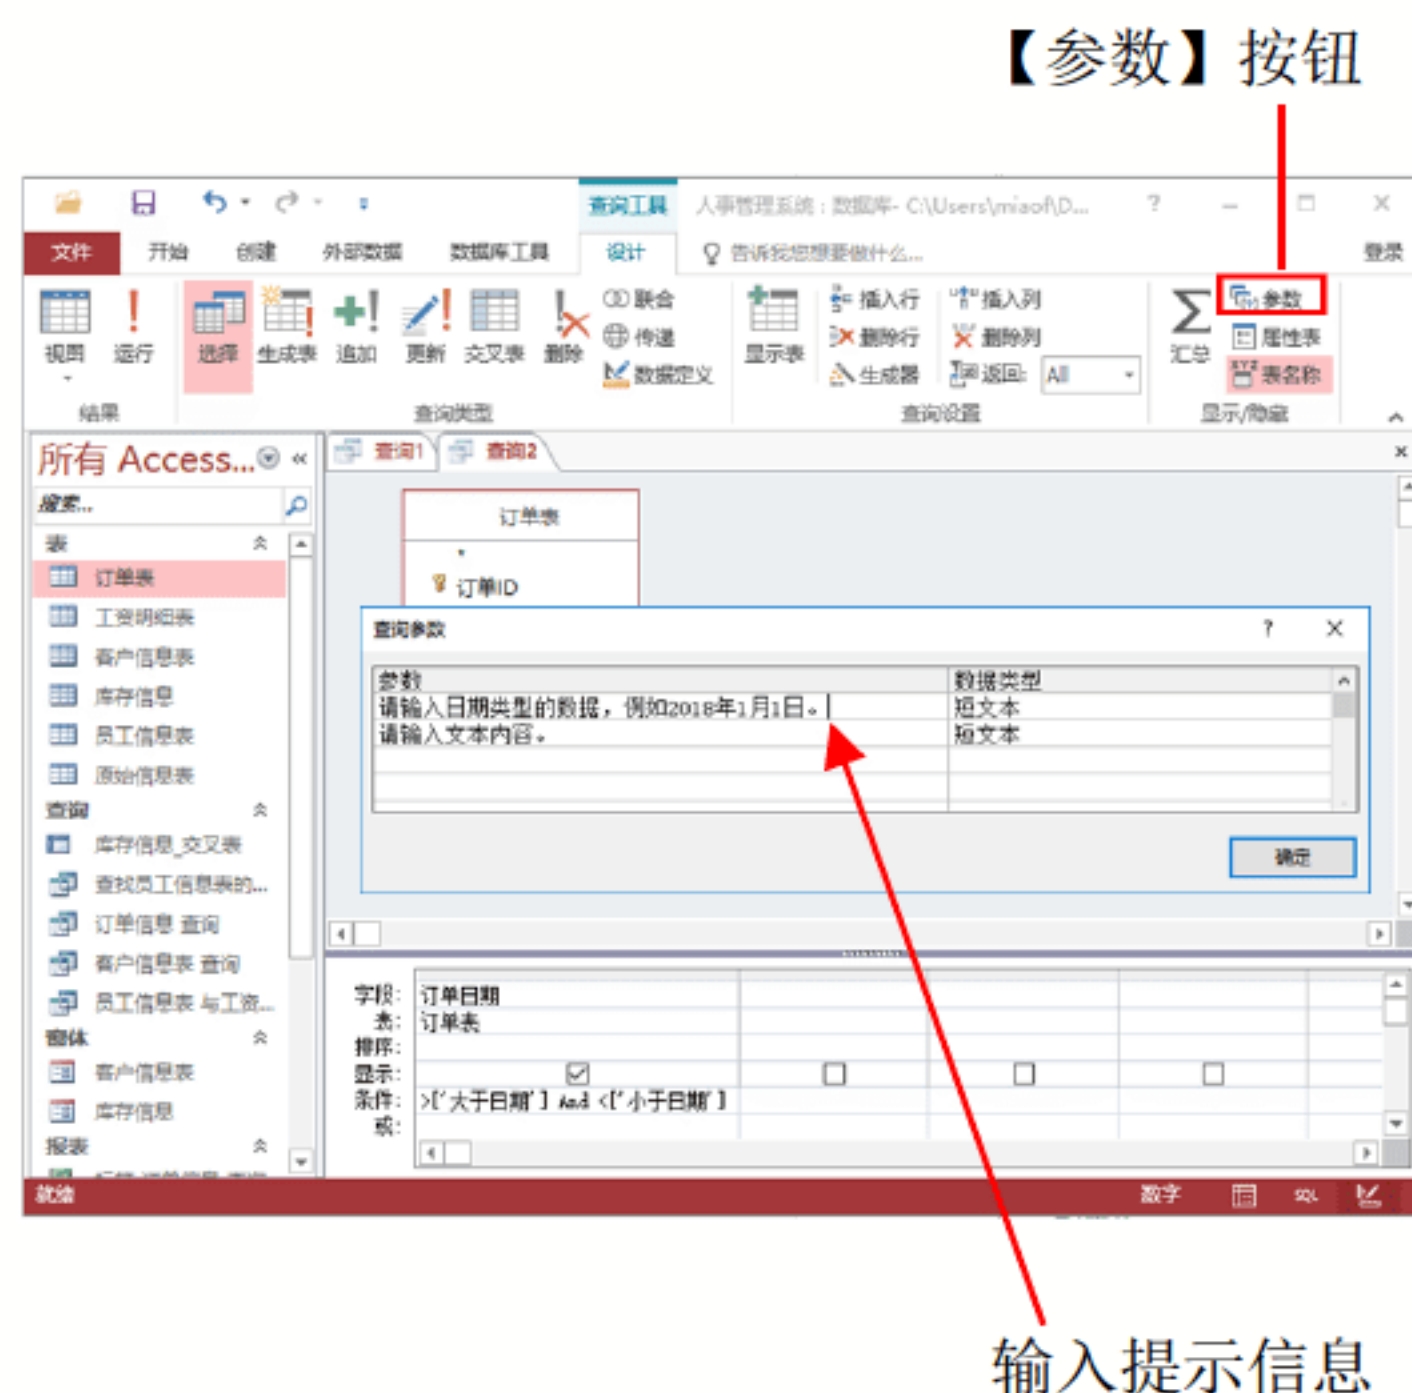 【参数】按钮
查询工具 人事管理系统：数据库- C:\Users\miaof\D... ?
文件 开始 创建 外部数据 数据库工具 设计 告诉我您想要做什么... 登录
联合 插入行 插入列 参数
传递 删除行 删除列 属性表
视图 运行 选择 生成表 追加 更新 交叉表 删除 显示表 汇总
数据定义 生成器 返回: All 表名称
结果 查询类型 查询设置 显示/隐藏
所有 Access... « 查询1 查询2
搜索...
订单表
表
*
订单表
订单ID
工资明细表
查询参数 ?
客户信息表
参数 数据类型
库存信息
请输入日期类型的数据，例如2018年1月1日。 短文本
员工信息表
请输入文本内容。 短文本
原始信息表
查询
库存信息_交叉表
确定
查找员工信息表的...
订单信息 查询
客户信息表 查询
员工信息表 与工资...
字段: 订单日期
表: 订单表
窗体
排序:
客户信息表
显示:
条件: >['大于日期'] And <['小于日期']
库存信息
或:
报表
就绪 数字 SQL
输入提示信息